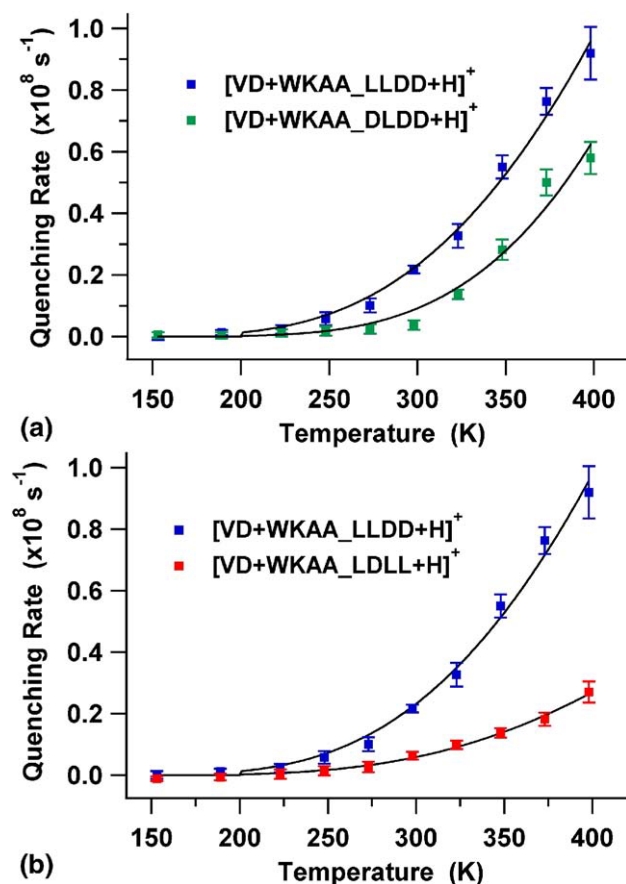 1.0
0.8
0.6
0.4
0.2
0.0
Quenching Rate (x10⁸ s⁻¹)
[VD+WKAA_LLDD+H]⁺
[VD+WKAA_DLDD+H]⁺
150 200 250 300 350 400
Temperature (K)
(a)
1.0
0.8
0.6
0.4
0.2
0.0
Quenching Rate (x10⁸ s⁻¹)
[VD+WKAA_LLDD+H]⁺
[VD+WKAA_LDLL+H]⁺
150 200 250 300 350 400
Temperature (K)
(b)